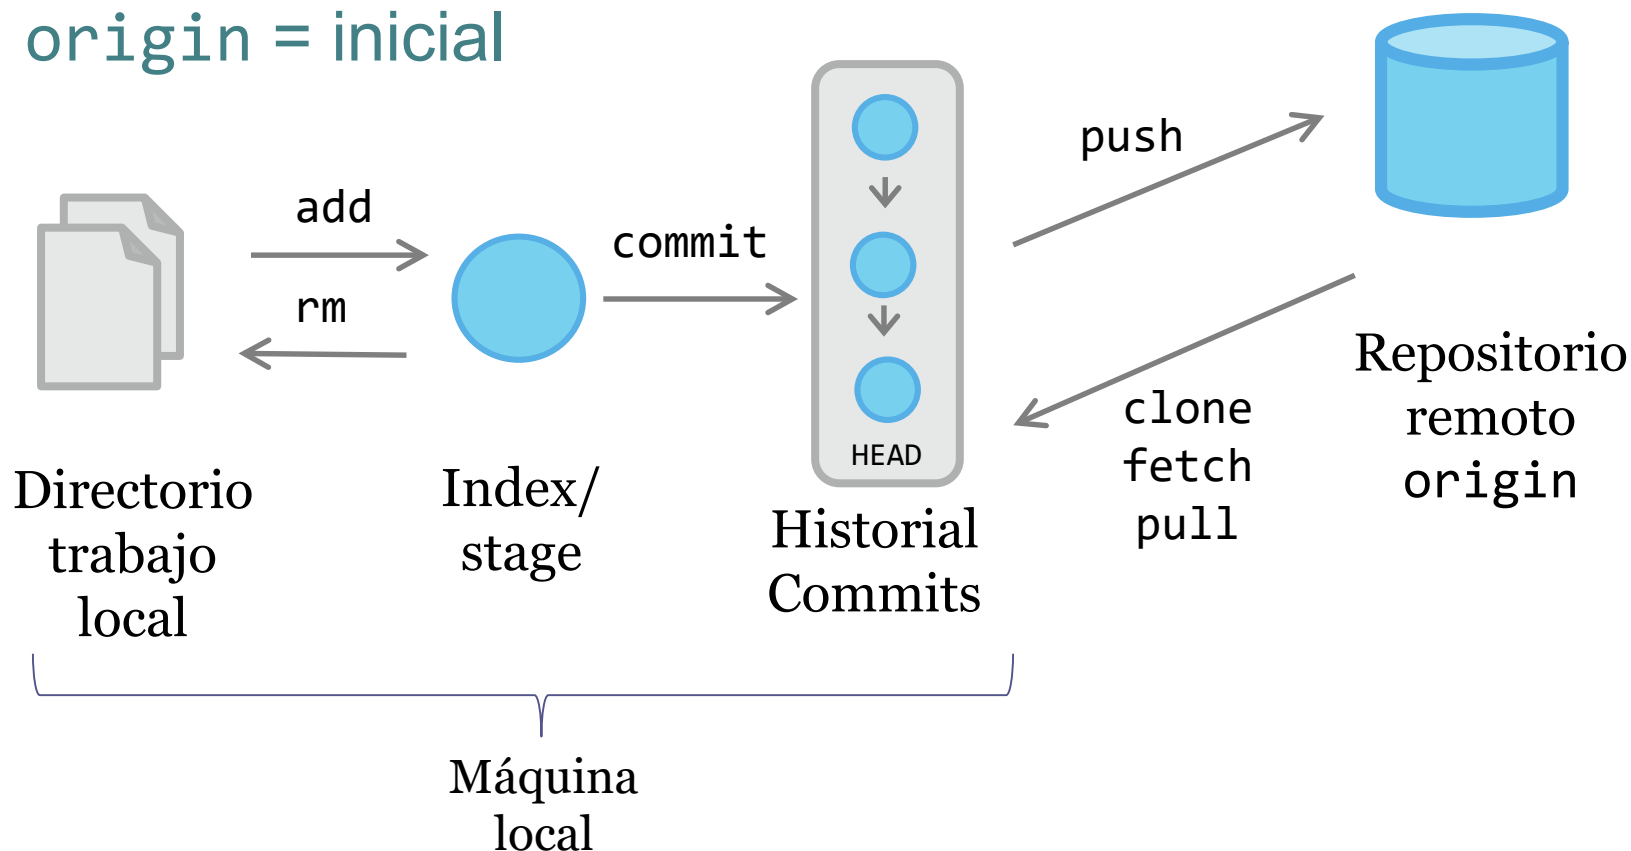 origin = inicial
add
rm
commit
push
clone
fetch
pull
HEAD
Directorio
trabajo
local
Index/
stage
Historial
Commits
Repositorio
remoto
origin
Máquina
local